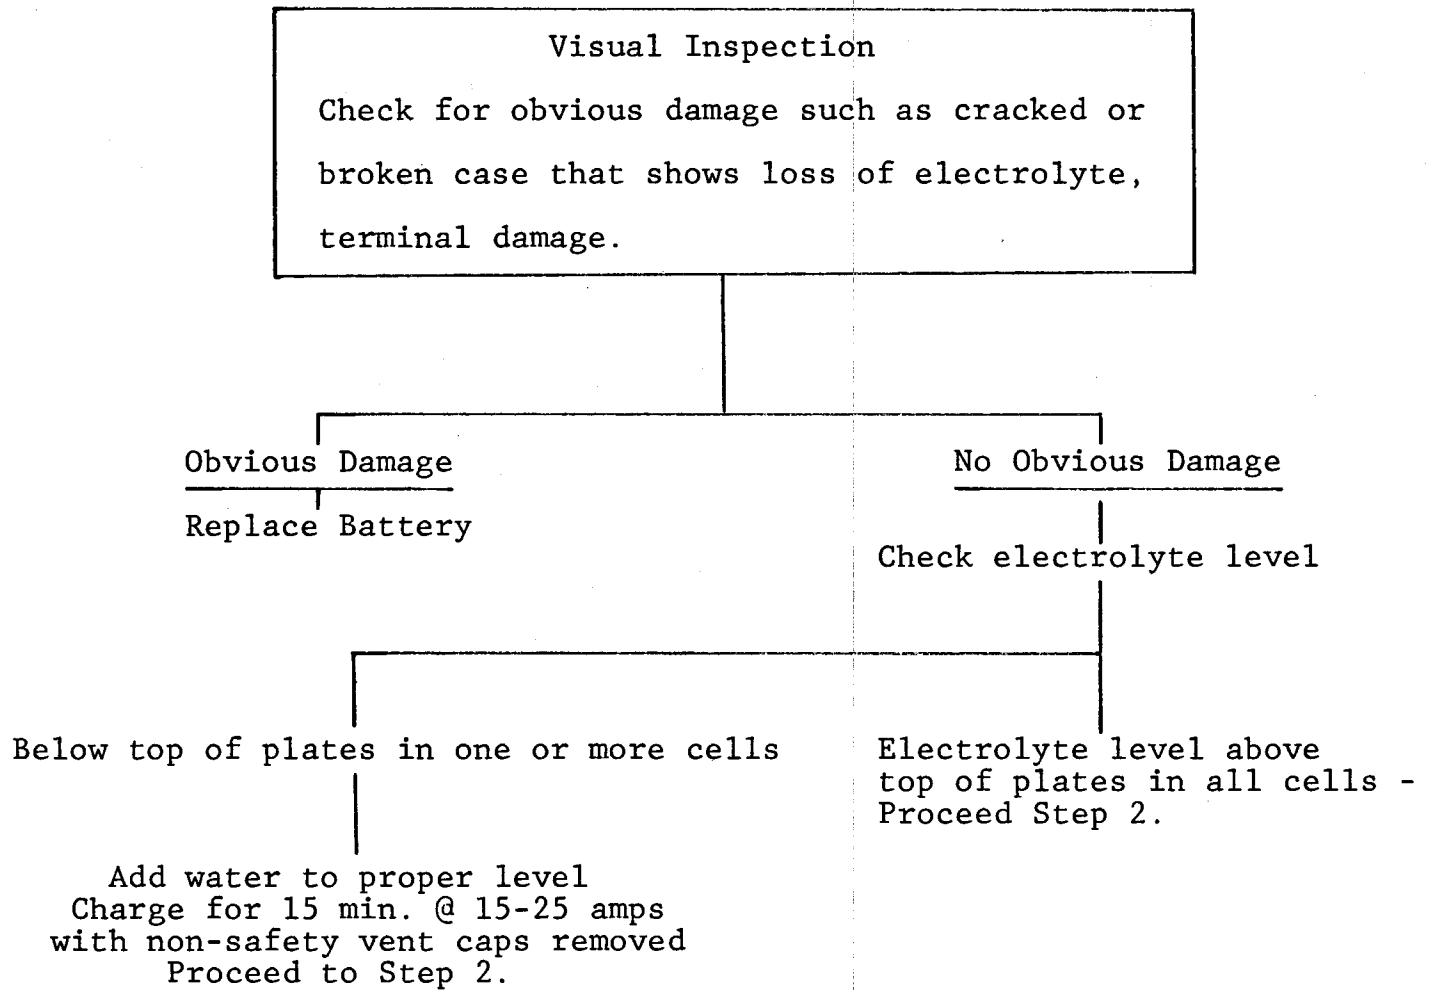 Visual Inspection
Check for obvious damage such as cracked or
broken case that shows loss of electrolyte,
terminal damage.
Obvious Damage
Replace Battery
No Obvious Damage
Check electrolyte level
Below top of plates in one or more cells
Add water to proper level
Charge for 15 min. @ 15-25 amps
with non-safety vent caps removed
Proceed to Step 2.
Electrolyte level above
top of plates in all cells -
Proceed Step 2.